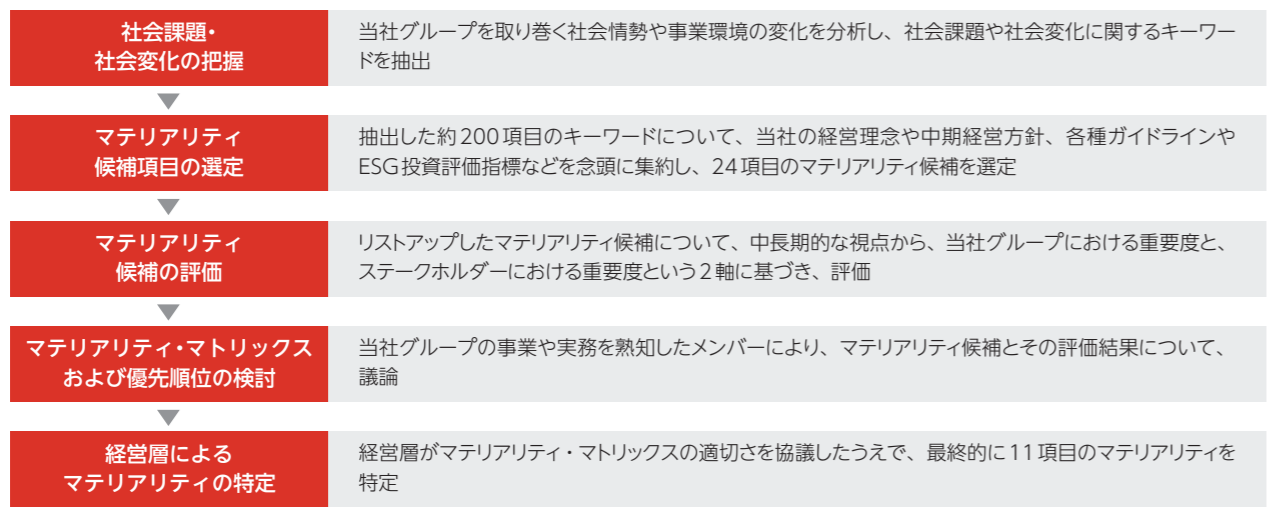 社会課題・
社会変化の把握
当社グループを取り巻く社会情勢や事業環境の変化を分析し、社会課題や社会変化に関するキーワー
ドを抽出
マテリアリティ
候補項目の選定
抽出した約200項目のキーワードについて、当社の経営理念や中期経営方針、各種ガイドラインや
ESG投資評価指標などを念頭に集約し、24項目のマテリアリティ候補を選定
マテリアリティ
候補の評価
リストアップしたマテリアリティ候補について、中長期的な視点から、当社グループにおける重要度と、
ステークホルダーにおける重要度という2軸に基づき、評価
マテリアリティ・マトリックス
および優先順位の検討
当社グループの事業や実務を熟知したメンバーにより、マテリアリティ候補とその評価結果について、
議論
経営層による
マテリアリティの特定
経営層がマテリアリティ・マトリックスの適切さを協議したうえで、最終的に11項目のマテリアリティを
特定